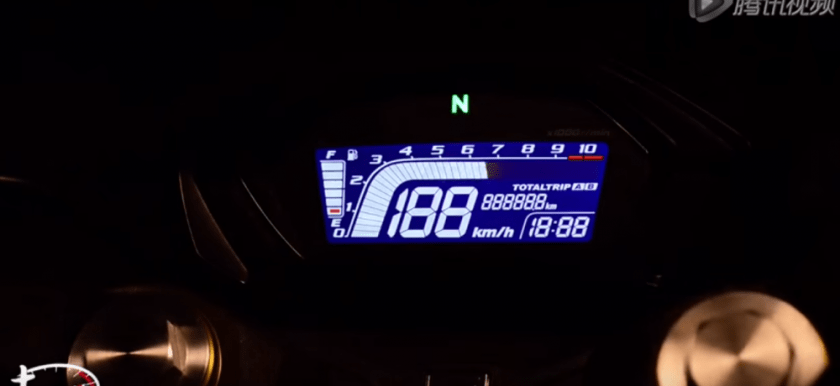 腾讯视频
N
F 3 4 5 6 7 8 9 10
2
1
E
0
188 km/h
TOTALTRIP A B
888888 km
18:88